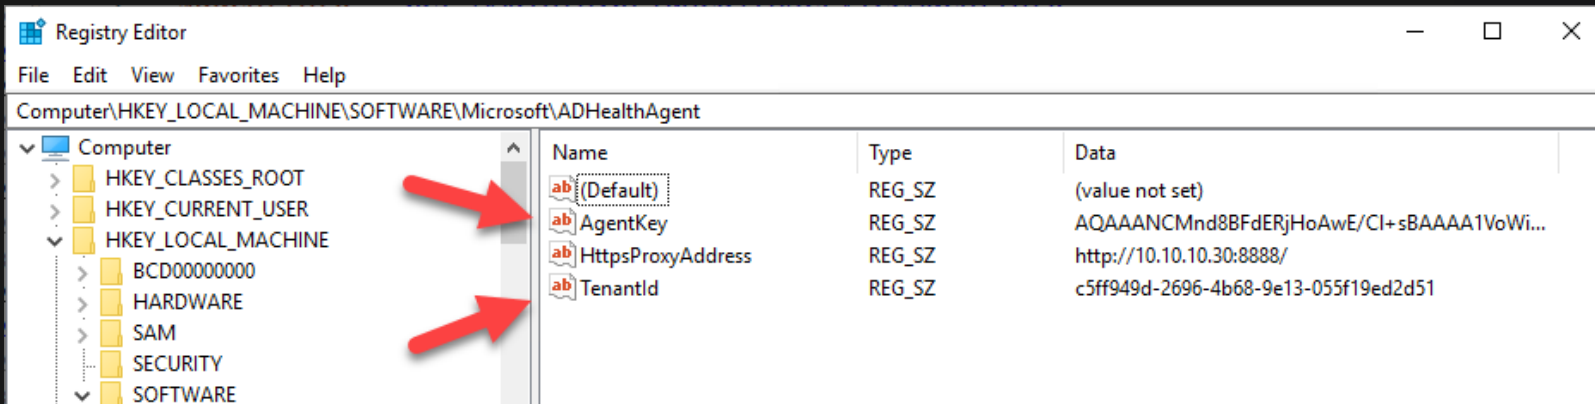 Registry Editor
File Edit View Favorites Help
Computer\HKEY_LOCAL_MACHINE\SOFTWARE\Microsoft\ADHealthAgent
Computer
HKEY_CLASSES_ROOT
HKEY_CURRENT_USER
HKEY_LOCAL_MACHINE
BCD00000000
HARDWARE
SAM
SECURITY
SOFTWARE
Name Type Data
(Default) REG_SZ (value not set)
AgentKey REG_SZ AQAAANCMnd8BFdERjHoAwE/Cl+sBAAAA1VoWi...
HttpsProxyAddress REG_SZ http://10.10.10.30:8888/
TenantId REG_SZ c5ff949d-2696-4b68-9e13-055f19ed2d51